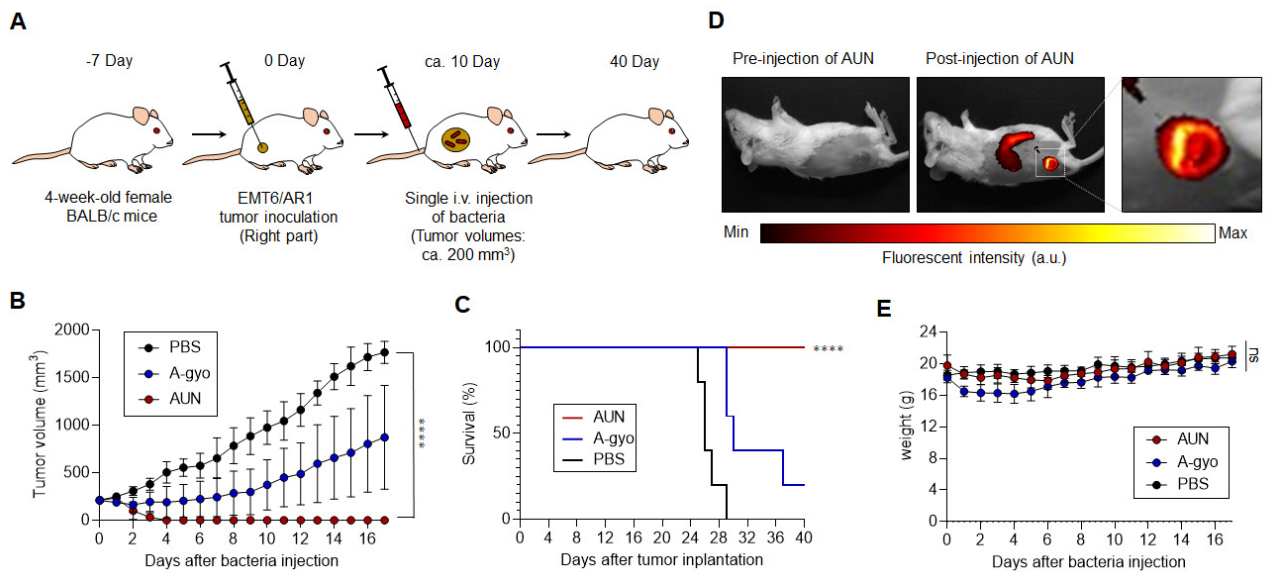 A
-7 Day
0 Day
ca. 10 Day
40 Day
4-week-old female
BALB/c mice
EMT6/AR1
tumor inoculation
(Right part)
Single i.v. injection
of bacteria
(Tumor volumes:
ca. 200 mm³)
D
Pre-injection of AUN
Post-injection of AUN
Min
Max
Fluorescent intensity (a.u.)
B
2000
1500
1000
500
0
Tumor volume (mm³)
PBS
A-gyo
AUN
****
0 2 4 6 8 10 12 14 16
Days after bacteria injection
C
100
50
0
Survival (%)
AUN
A-gyo
PBS
****
0 4 8 12 16 20 24 28 32 36 40
Days after tumor inplantation
E
24
20
16
12
8
4
0
weight (g)
ns
AUN
A-gyo
PBS
0 2 4 6 8 10 12 14 16
Days after bacteria injection